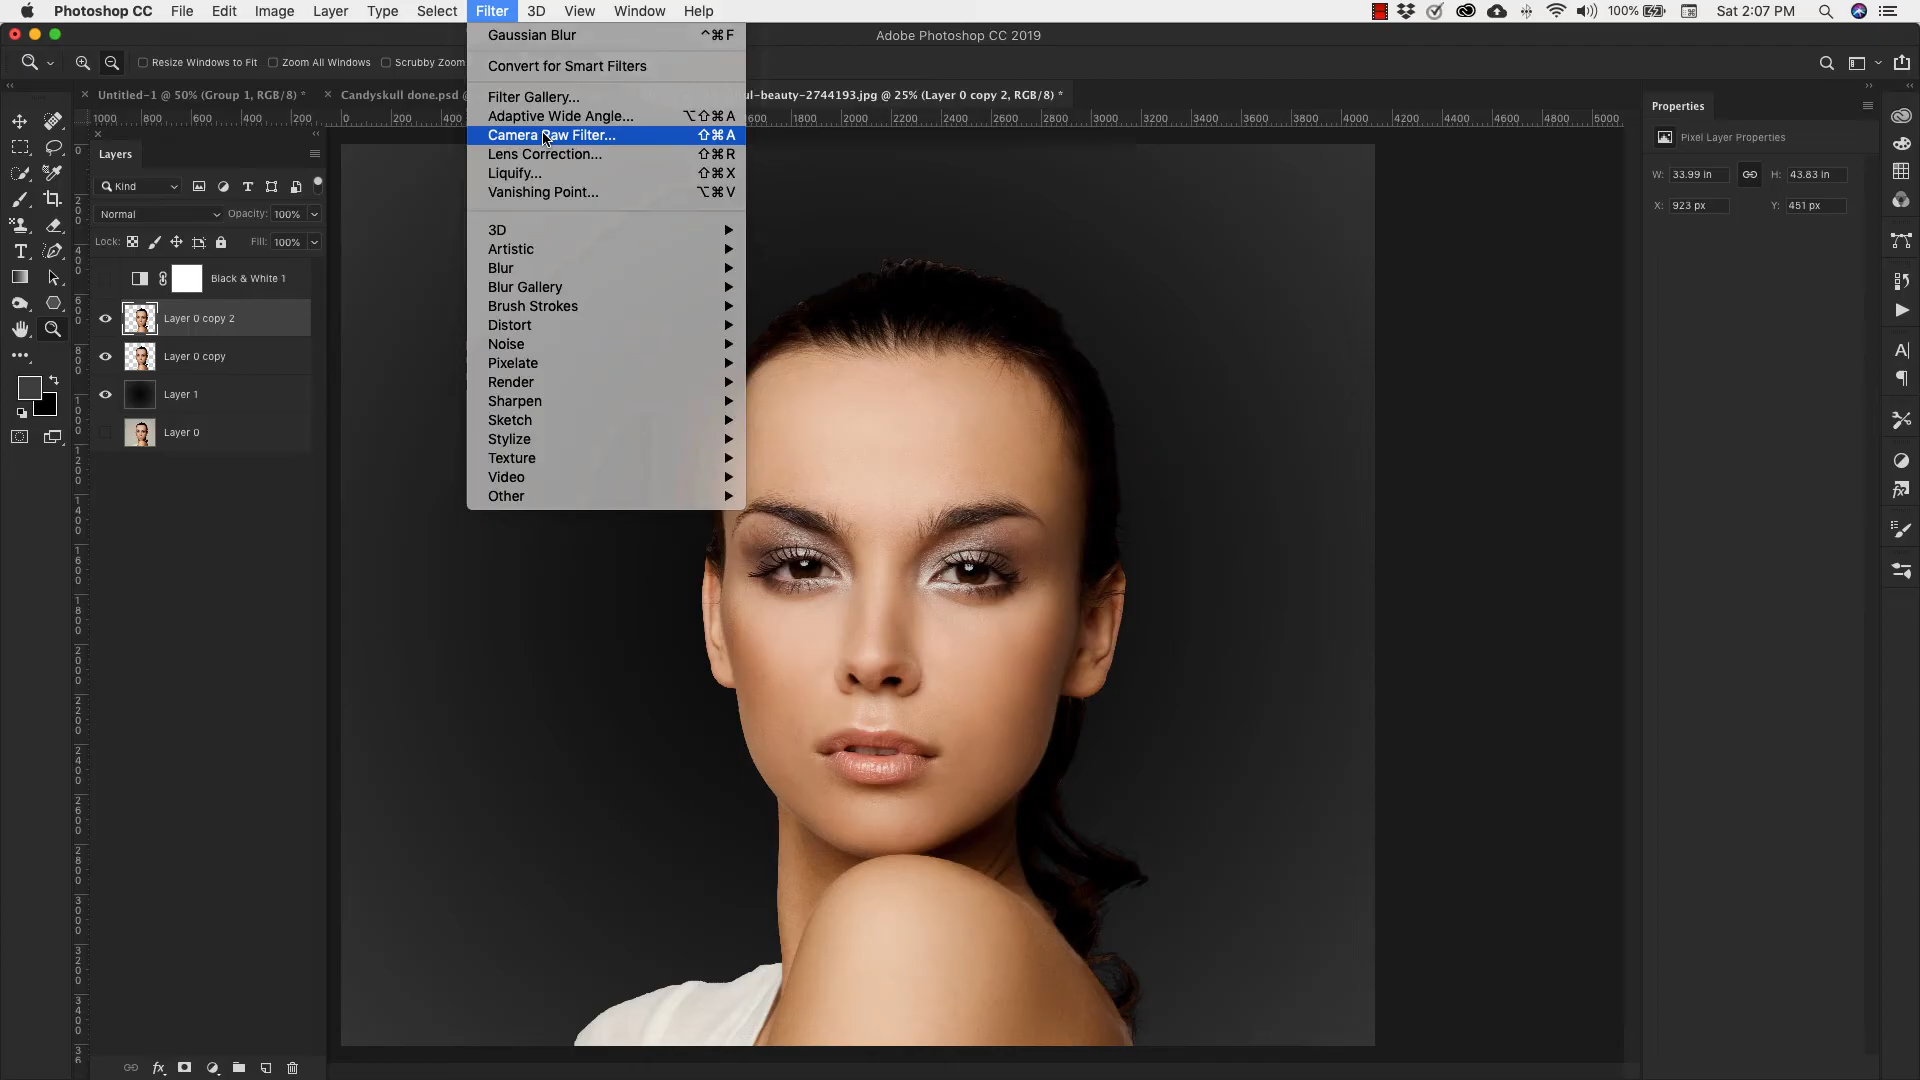 Photoshop CC File Edit Image Layer Type Select Filter 3D View Window Help 100% Sat 2:07 PM
Adobe Photoshop CC 2019
Resize Windows to Fit Zoom All Windows Scrubby Zoom
Untitled-1 @ 50% (Group 1, RGB/8) * Candyskull done.psd ul-beauty-2744193.jpg @ 25% (Layer 0 copy 2, RGB/8) *
1000 800 600 400 200 0 200 400 600 1800 2000 2200 2400 2600 2800 3000 3200 3400 3600 3800 4000 4200 4400 4600 4800 5000
Gaussian Blur ^⌘F
Convert for Smart Filters
Filter Gallery...
Adaptive Wide Angle... ⌥⇧⌘A
Camera Raw Filter... ⇧⌘A
Lens Correction... ⇧⌘R
Liquify... ⇧⌘X
Vanishing Point... ⌥⌘V
3D
Artistic
Blur
Blur Gallery
Brush Strokes
Distort
Noise
Pixelate
Render
Sharpen
Sketch
Stylize
Texture
Video
Other
Layers
Kind
Normal Opacity: 100%
Lock: Fill: 100%
Black & White 1
Layer 0 copy 2
Layer 0 copy
Layer 1
Layer 0
fx
Properties
Pixel Layer Properties
W: 33.99 in H: 43.83 in
X: 923 px Y: 451 px